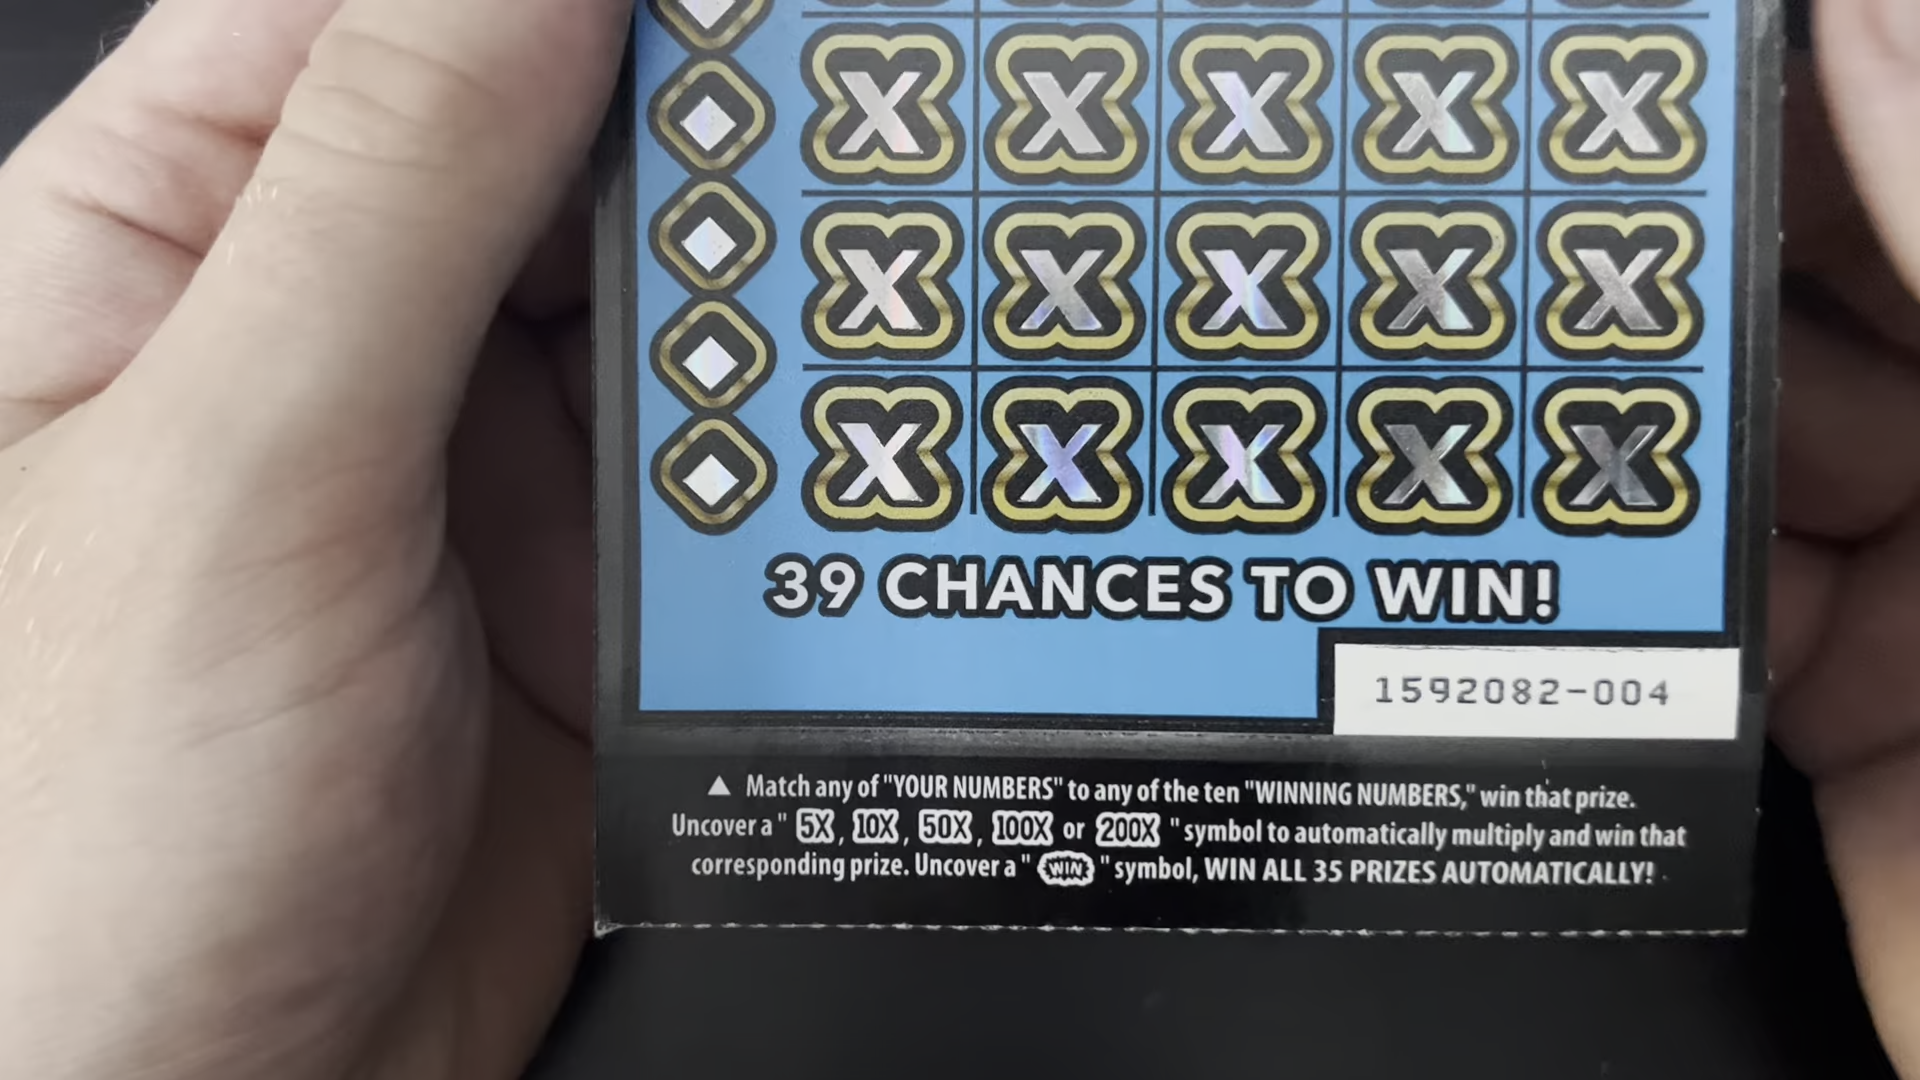 X X X X X
X X X X X
X X X X X
39 CHANCES TO WIN!
1592082-004
▲ Match any of "YOUR NUMBERS" to any of the ten "WINNING NUMBERS," win that prize.
Uncover a " 5X, 10X, 50X, 100X or 200X " symbol to automatically multiply and win that
corresponding prize. Uncover a " WIN " symbol, WIN ALL 35 PRIZES AUTOMATICALLY!